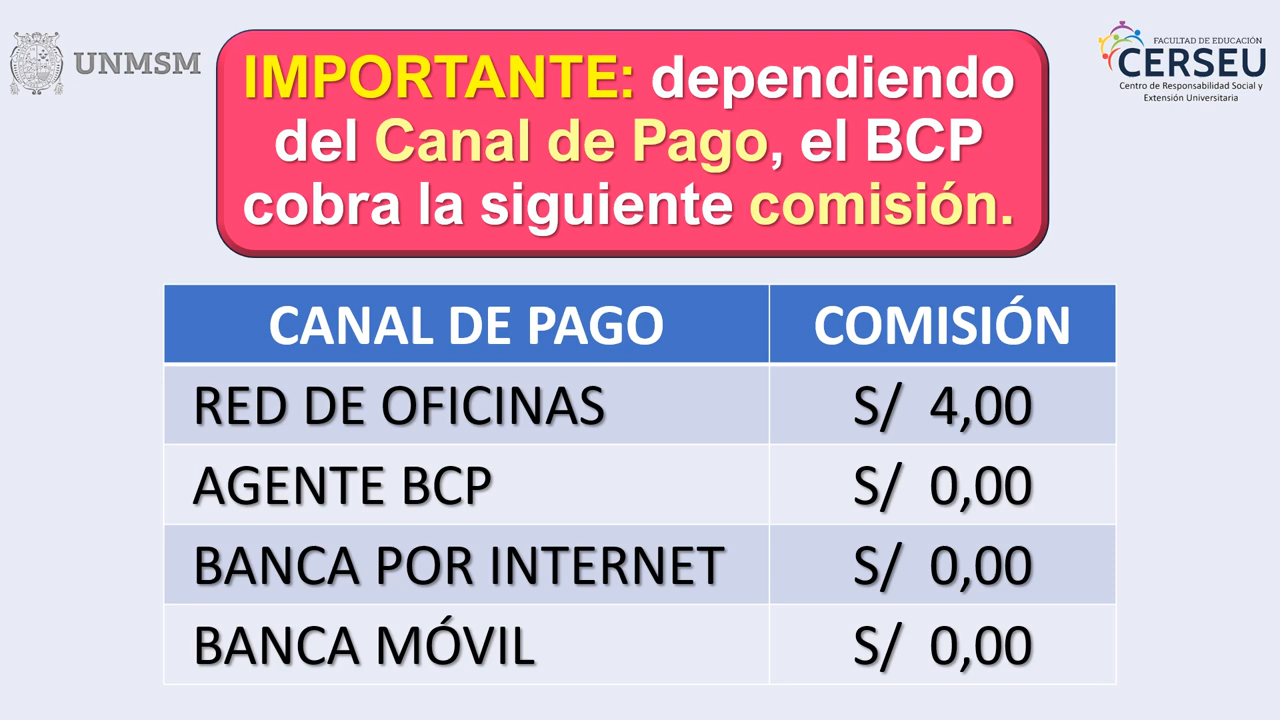 UNMSM
IMPORTANTE: dependiendo
del Canal de Pago, el BCP
cobra la siguiente comisión.
FACULTAD DE EDUCACIÓN
CERSEU
Centro de Responsabilidad Social y
Extensión Universitaria
CANAL DE PAGO COMISIÓN
RED DE OFICINAS S/ 4,00
AGENTE BCP S/ 0,00
BANCA POR INTERNET S/ 0,00
BANCA MÓVIL S/ 0,00